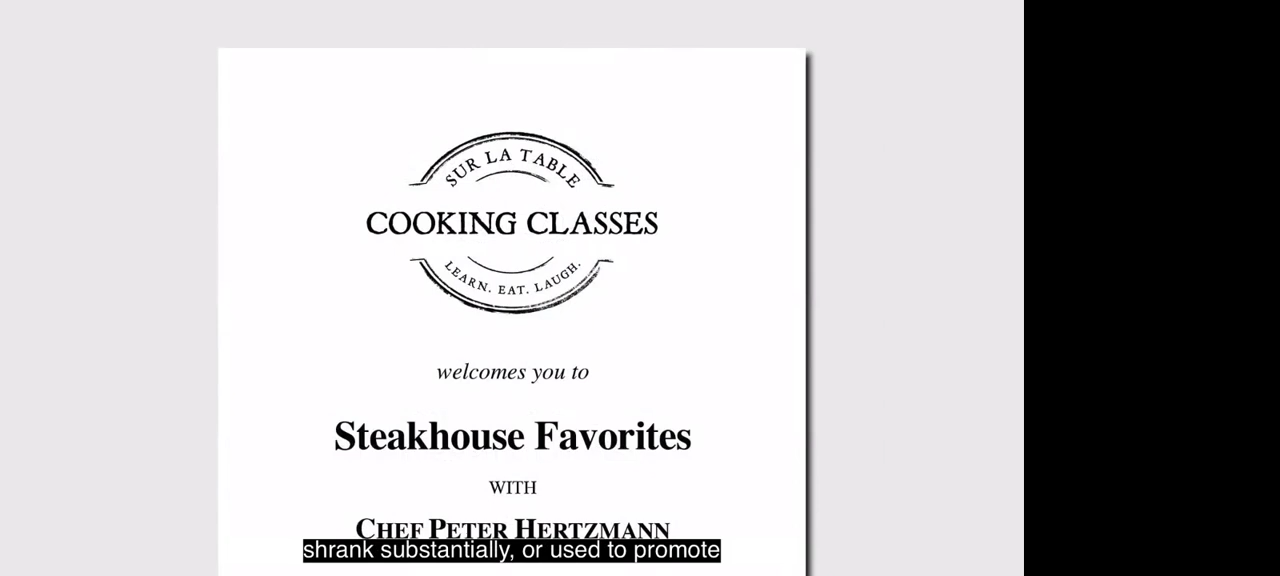 SUR LA TABLE
COOKING CLASSES
LEARN. EAT. LAUGH.
welcomes you to
Steakhouse Favorites
WITH
CHEF PETER HERTZMANN
shrank substantially, or used to promote